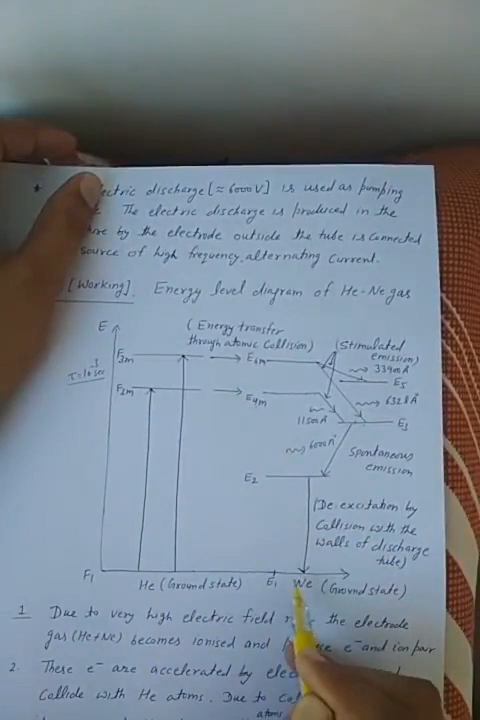 * ectric discharge [≈ 6000V] is used as pumping
The electric discharge is produced in the
by the electrode outside the tube is connected
source of high frequency, alternating current.
[Working]. Energy level diagram of He-Ne gas
E
(Energy transfer
through atomic collision)
(Stimulated
emission)
F3m
E6m
33900 Å
τ=10⁻³ sec
E5
F2m
E4m
6328 Å
11500 Å
E3
6000 Å
Spontaneous
emission
E2
(De-excitation by
Collision with the
walls of discharge
tube)
F1
He (Ground state)
E1
Ne (Ground state)
1 Due to very high electric field the electrode
gas (He+Ne) becomes ionised and e⁻ and ion pair
2. These e⁻ are accelerated by
Collide with He atoms. Due to
atoms